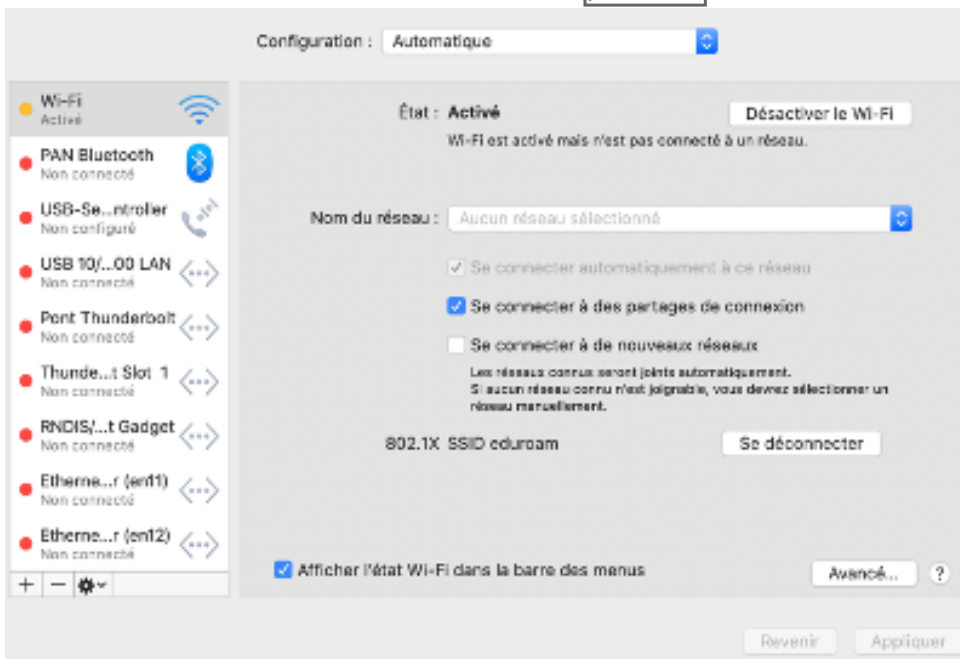 Configuration : Automatique
Wi-Fi
Activé
PAN Bluetooth
Non connecté
USB-Se...ntroller
Non configuré
USB 10/...00 LAN
Non connecté
Pont Thunderbolt
Non connecté
Thunde...t Slot 1
Non connecté
RNDIS/...t Gadget
Non connecté
Etherne...r (en11)
Non connecté
Etherne...r (en12)
Non connecté
État : Activé
Désactiver le Wi-Fi
Wi-Fi est activé mais n'est pas connecté à un réseau.
Nom du réseau : Aucun réseau sélectionné
Se connecter automatiquement à ce réseau
Se connecter à des partages de connexion
Se connecter à de nouveaux réseaux
Les réseaux connus seront joints automatiquement.
Si aucun réseau connu n'est joignable, vous devrez sélectionner un
réseau manuellement.
802.1X SSID eduroam
Se déconnecter
Afficher l'état Wi-Fi dans la barre des menus
Avancé...
?
Revenir
Appliquer